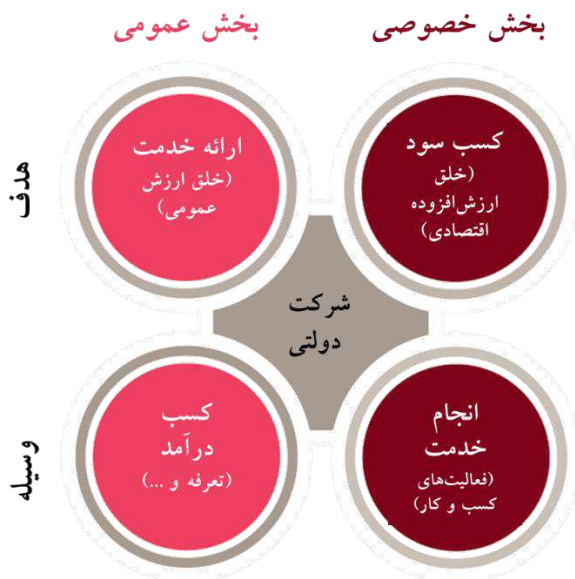 بخش خصوصی
بخش عمومی
هدف
کسب سود
(خلق
ارزش‌افزوده
اقتصادی)
ارائه خدمت
(خلق ارزش
عمومی)
شرکت
دولتی
وسیله
انجام
خدمت
(فعالیت‌های
کسب و کار)
کسب
درآمد
(تعرفه و ...)